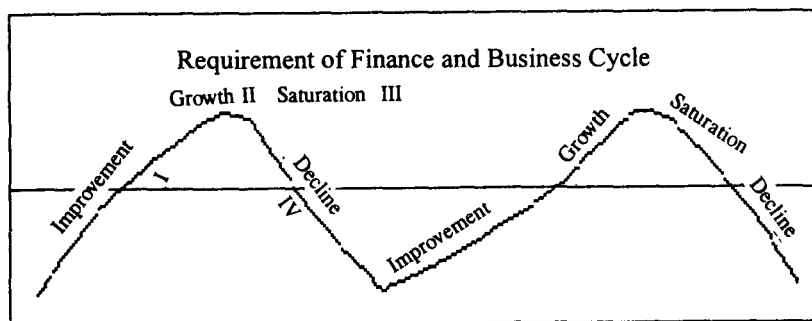 Requirement of Finance and Business Cycle
Growth II Saturation III
Improvement
I
Decline
IV
Improvement
Growth
Saturation
Decline